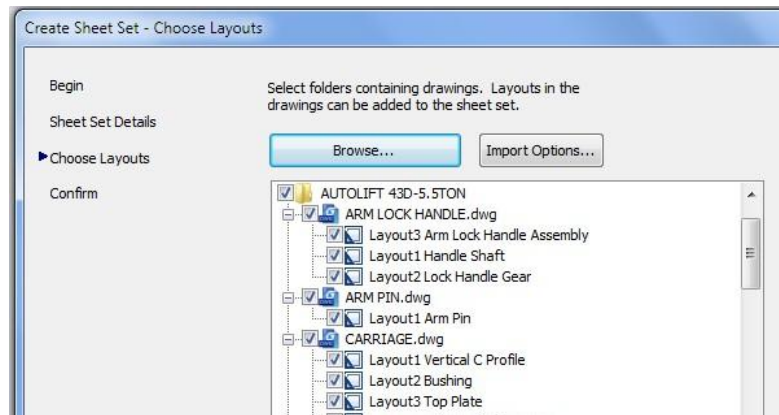 Create Sheet Set - Choose Layouts
Begin
Sheet Set Details
Choose Layouts
Confirm
Select folders containing drawings. Layouts in the
drawings can be added to the sheet set.
Browse...
Import Options...
AUTOLIFT 43D-5.5TON
ARM LOCK HANDLE.dwg
Layout3 Arm Lock Handle Assembly
Layout1 Handle Shaft
Layout2 Lock Handle Gear
ARM PIN.dwg
Layout1 Arm Pin
CARRIAGE.dwg
Layout1 Vertical C Profile
Layout2 Bushing
Layout3 Top Plate